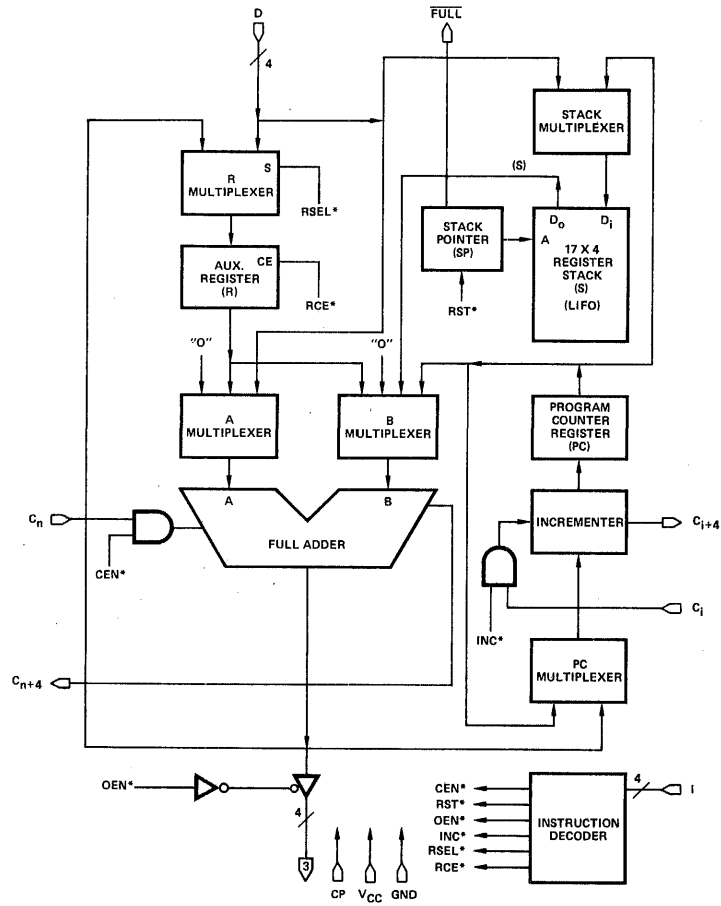 D
FULL
4
STACK
MULTIPLEXER
S
R
MULTIPLEXER
RSEL*
(S)
STACK
POINTER
(SP)
A
Do
Di
17 X 4
REGISTER
STACK
(S)
(LIFO)
CE
AUX.
REGISTER
(R)
RCE*
RST*
"O"
"O"
A
MULTIPLEXER
B
MULTIPLEXER
PROGRAM
COUNTER
REGISTER
(PC)
A
B
FULL ADDER
Cn
CEN*
INCREMENTER
Ci+4
INC*
Ci
PC
MULTIPLEXER
Cn+4
OEN*
4
3
CP
VCC
GND
CEN*
RST*
OEN*
INC*
RSEL*
RCE*
INSTRUCTION
DECODER
4
I